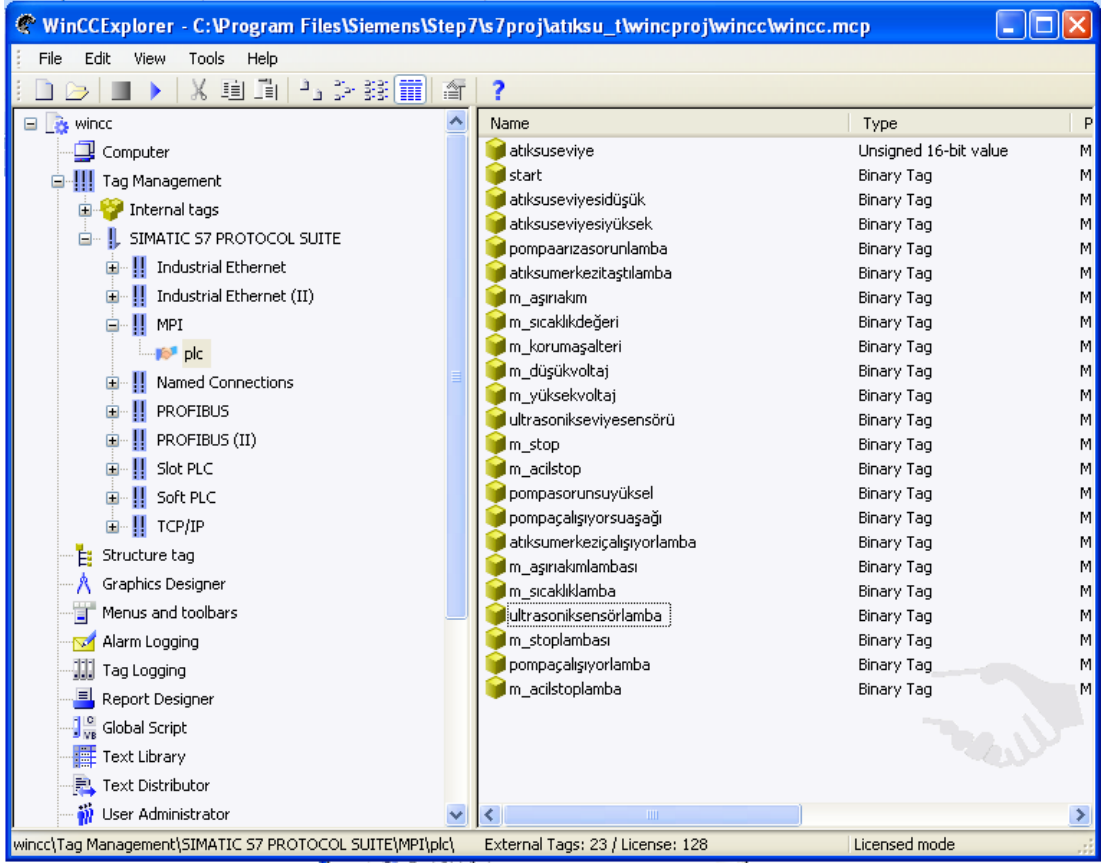 WinCCExplorer - C:\Program Files\Siemens\Step7\s7proj\atıksu_t\wincproj\wincc\wincc.mcp
File Edit View Tools Help
wincc
Computer
Tag Management
Internal tags
SIMATIC S7 PROTOCOL SUITE
Industrial Ethernet
Industrial Ethernet (II)
MPI
plc
Named Connections
PROFIBUS
PROFIBUS (II)
Slot PLC
Soft PLC
TCP/IP
Structure tag
Graphics Designer
Menus and toolbars
Alarm Logging
Tag Logging
Report Designer
Global Script
Text Library
Text Distributor
User Administrator
Name Type P
atıksuseviye Unsigned 16-bit value M
start Binary Tag M
atıksuseviyesidüşük Binary Tag M
atıksuseviyesiyüksek Binary Tag M
pompaarızasorunlamba Binary Tag M
atıksumerkezitaştılamba Binary Tag M
m_aşırıakım Binary Tag M
m_sıcaklıkdeğeri Binary Tag M
m_korumaşalteri Binary Tag M
m_düşükvoltaj Binary Tag M
m_yüksekvoltaj Binary Tag M
ultrasonikseviyesensörü Binary Tag M
m_stop Binary Tag M
m_acilstop Binary Tag M
pompasorunsuyüksel Binary Tag M
pompaçalışıyorsuaşağı Binary Tag M
atıksumerkeziçalışıyorlamba Binary Tag M
m_aşırıakımlambası Binary Tag M
m_sıcaklıklamba Binary Tag M
ultrasoniksensörlamba Binary Tag M
m_stoplambası Binary Tag M
pompaçalışıyorlamba Binary Tag M
m_acilstoplamba Binary Tag M
wincc\Tag Management\SIMATIC S7 PROTOCOL SUITE\MPI\plc\ External Tags: 23 / License: 128 Licensed mode